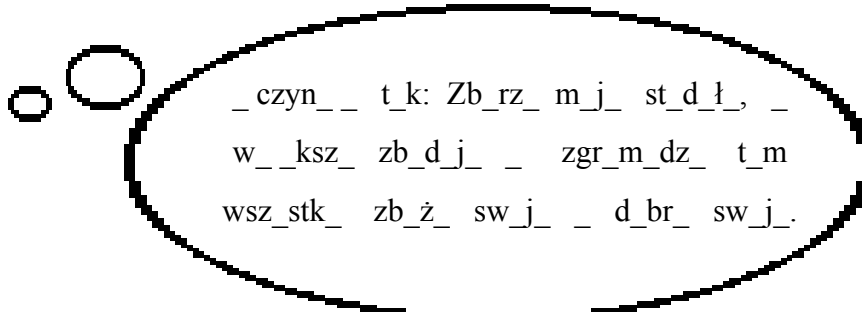 _ czyn_ _ t_k: Zb_rz_ m_j_ st_d_ł_, _
w_ _ksz_ zb_d_j_ _ zgr_m_dz_ t_m
wsz_stk_ zb_ż_ sw_j_ _ d_br_ sw_j_.